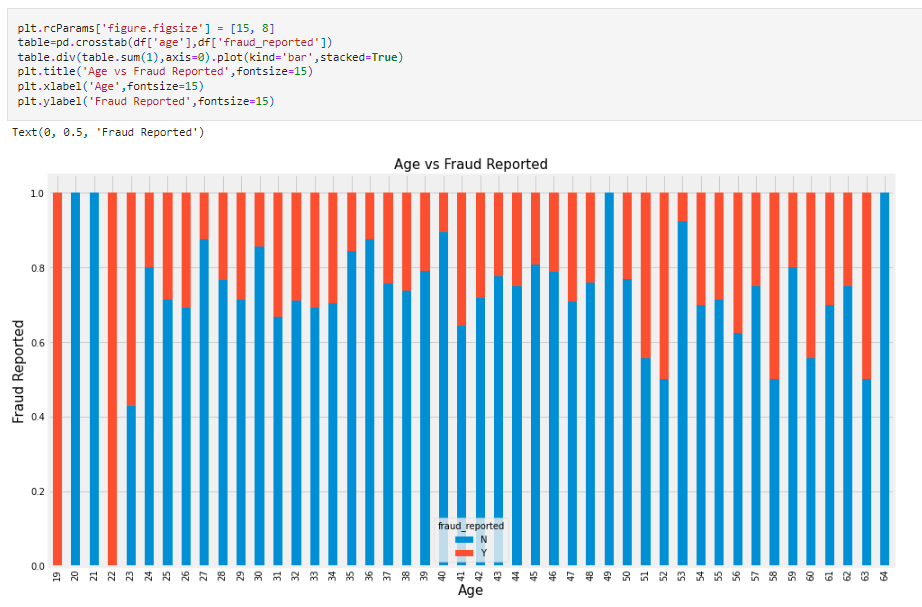 plt.rcParams['figure.figsize'] = [15, 8]
table=pd.crosstab(df['age'],df['fraud_reported'])
table.div(table.sum(1),axis=0).plot(kind='bar',stacked=True)
plt.title('Age vs Fraud Reported',fontsize=15)
plt.xlabel('Age',fontsize=15)
plt.ylabel('Fraud Reported',fontsize=15)
Text(0, 0.5, 'Fraud Reported')
Age vs Fraud Reported
Fraud Reported
1.0
0.8
0.6
0.4
0.2
0.0
fraud_reported
N
Y
19 20 21 22 23 24 25 26 27 28 29 30 31 32 33 34 35 36 37 38 39 40 41 42 43 44 45 46 47 48 49 50 51 52 53 54 55 56 57 58 59 60 61 62 63 64
Age